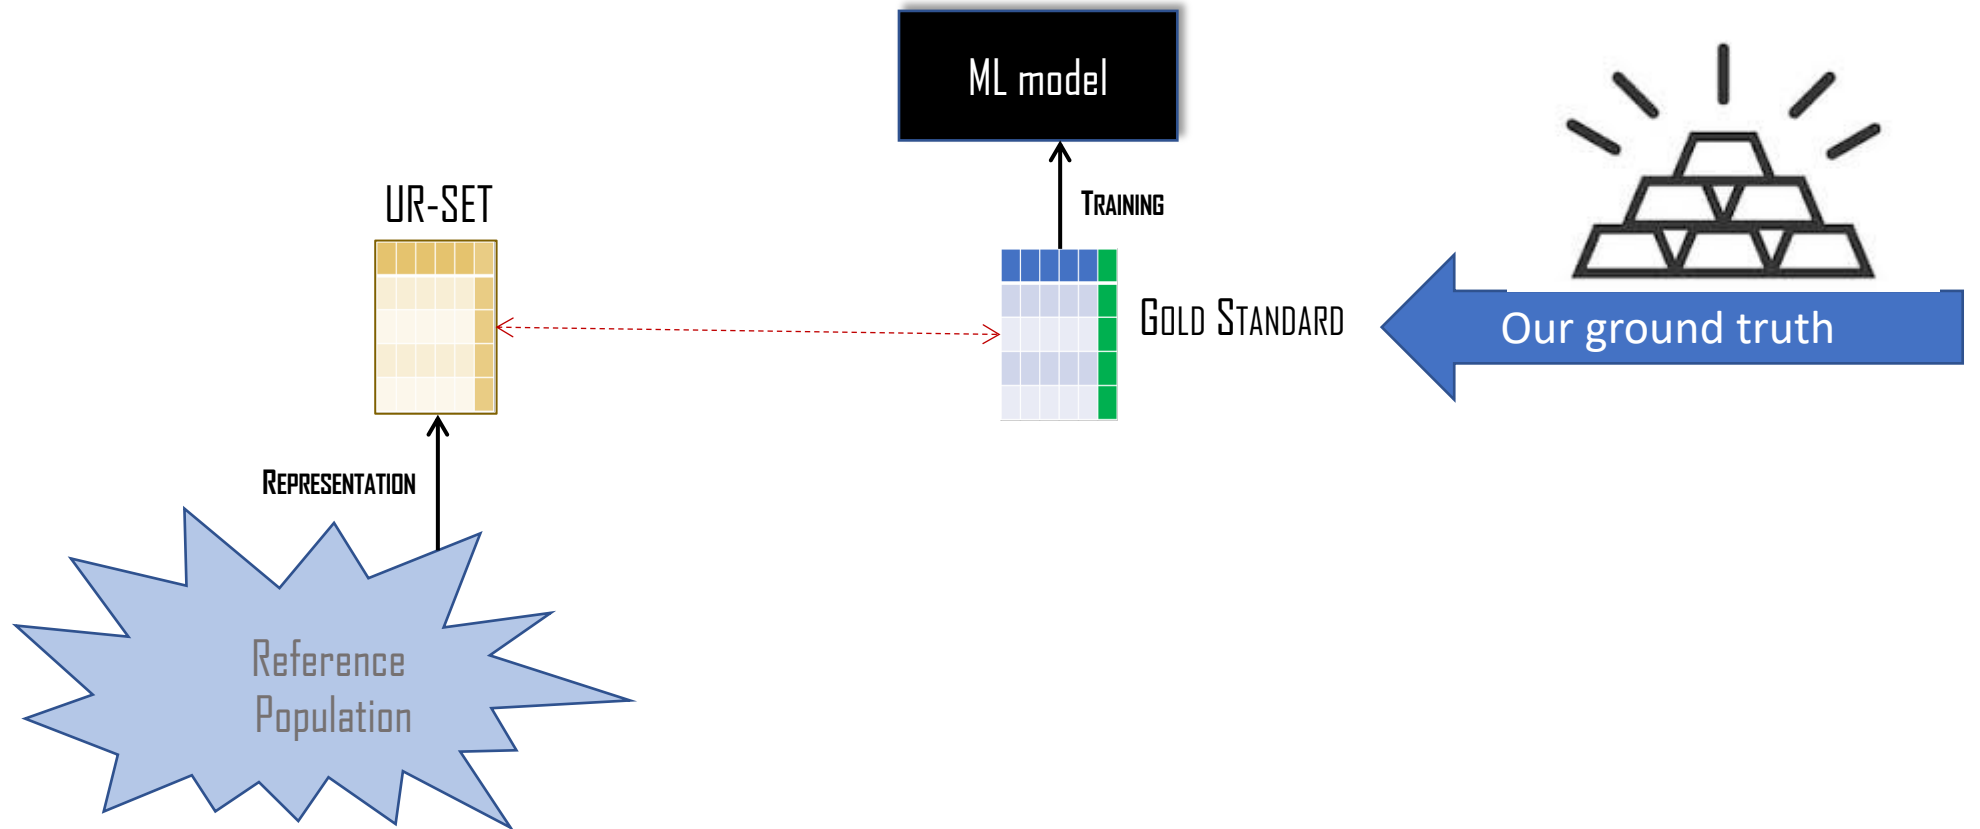 ML model
UR-SET
TRAINING
GOLD STANDARD
Our ground truth
REPRESENTATION
Reference
Population